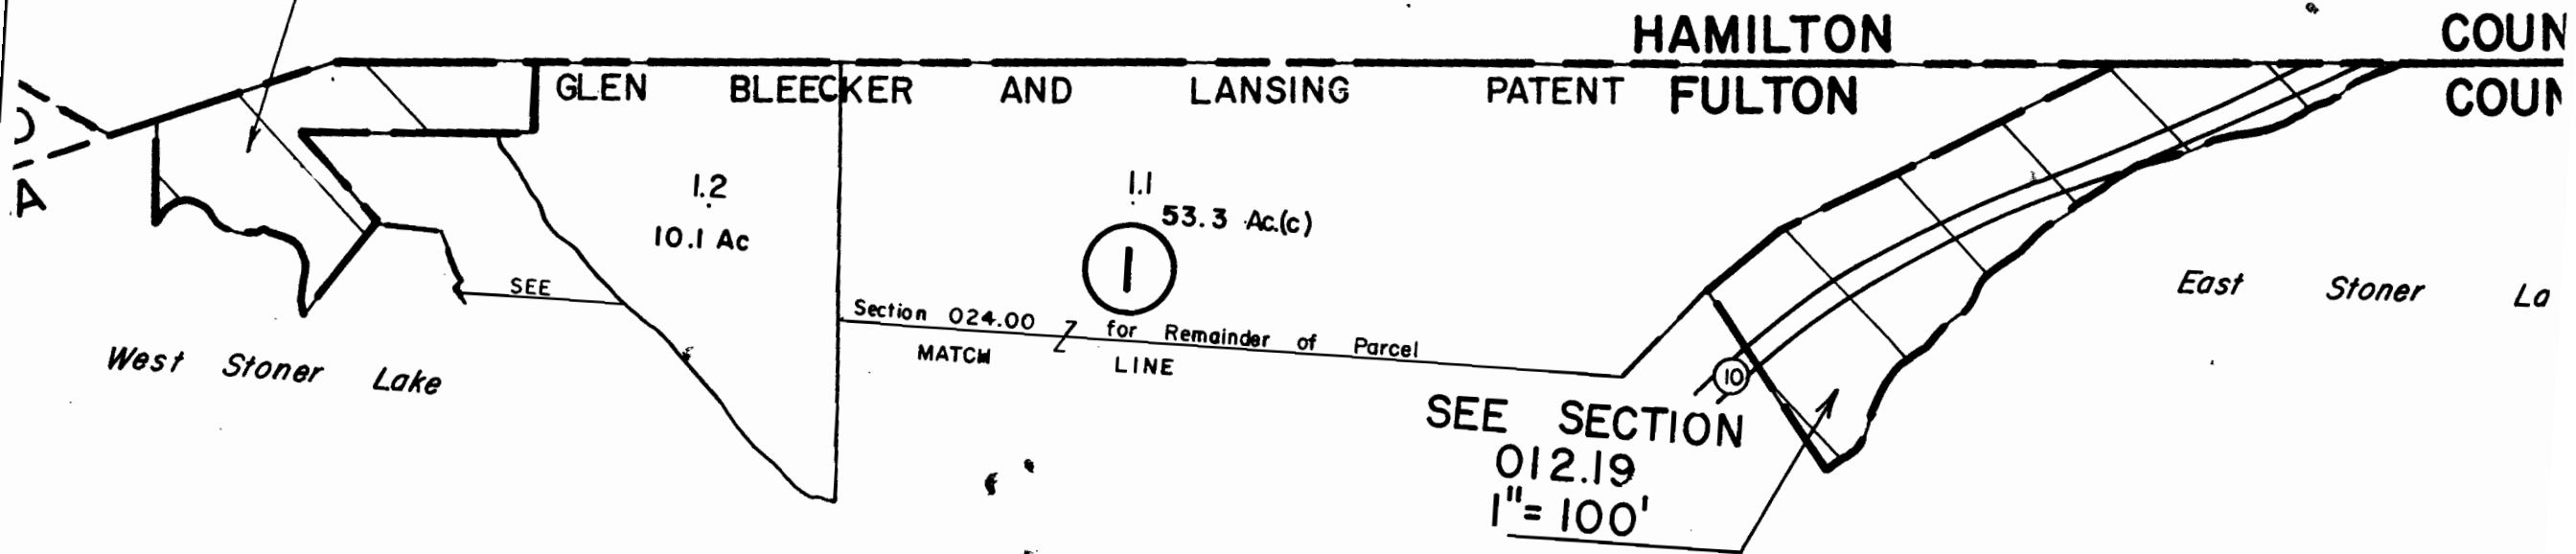 HAMILTON COUN
GLEN BLEECKER AND LANSING PATENT FULTON COUN
A
1.2
10.1 Ac
1.1
53.3 Ac.(c)
1
SEE
Section 024.00 for Remainder of Parcel
MATCH LINE
West Stoner Lake
East Stoner La
10
SEE SECTION
012.19
1"= 100'